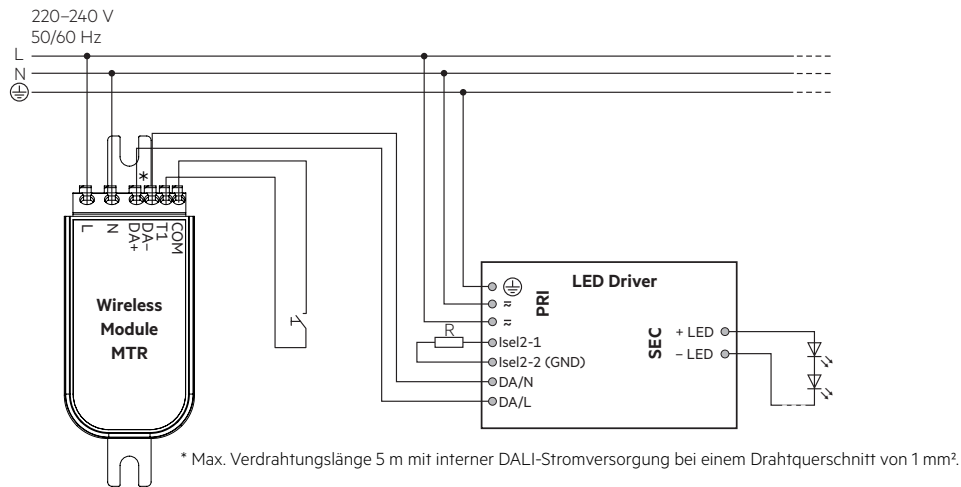 220–240 V
50/60 Hz
L
N
*
L
N
DA+
DA-
T1
COM
Wireless
Module
MTR
LED Driver
PRI
SEC
≂
≂
R
Isel2-1
Isel2-2 (GND)
DA/N
DA/L
+ LED
– LED
* Max. Verdrahtungslänge 5 m mit interner DALI-Stromversorgung bei einem Drahtquerschnitt von 1 mm².